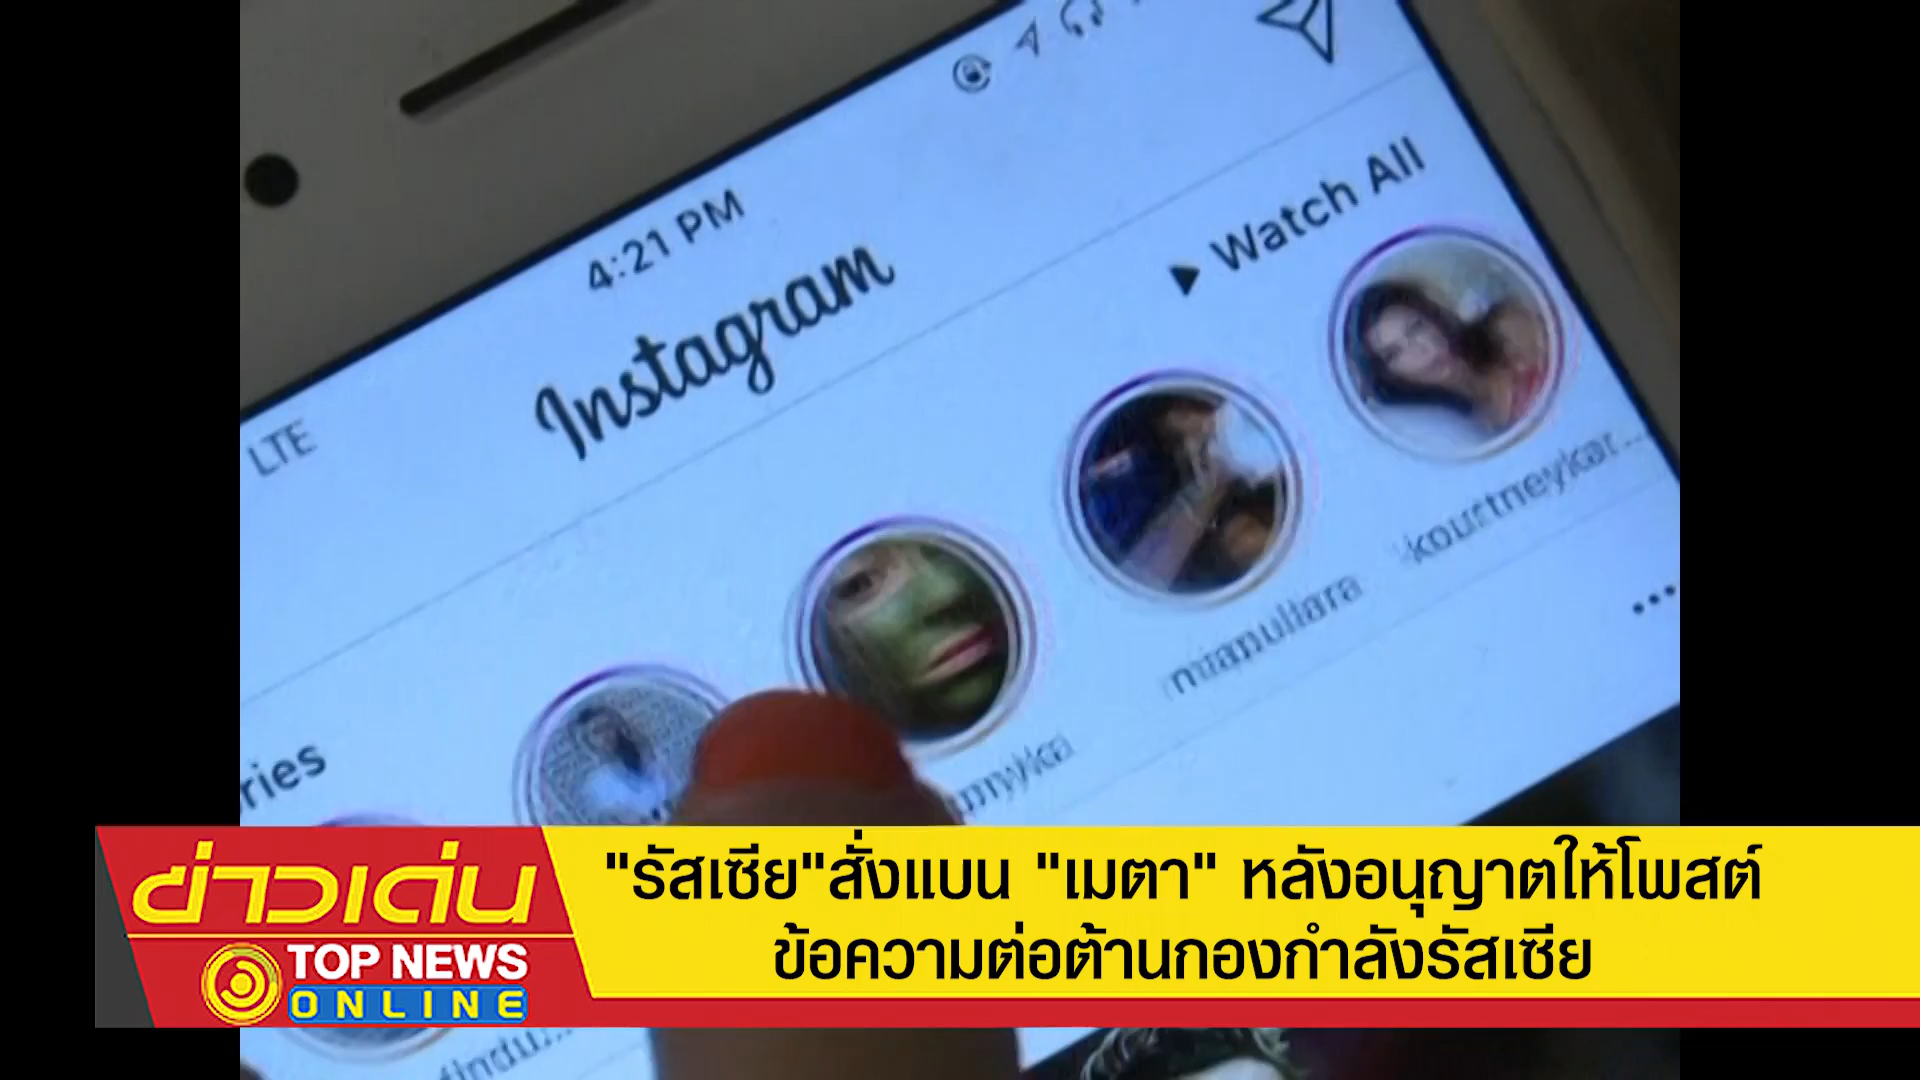 4:21 PM
LTE
Instagram
Watch All
kourtneykar...
ries
ข่าวเด่น
TOP NEWS
ONLINE
"รัสเซีย"สั่งแบน "เมตา" หลังอนุญาตให้โพสต์
ข้อความต่อต้านกองกำลังรัสเซีย